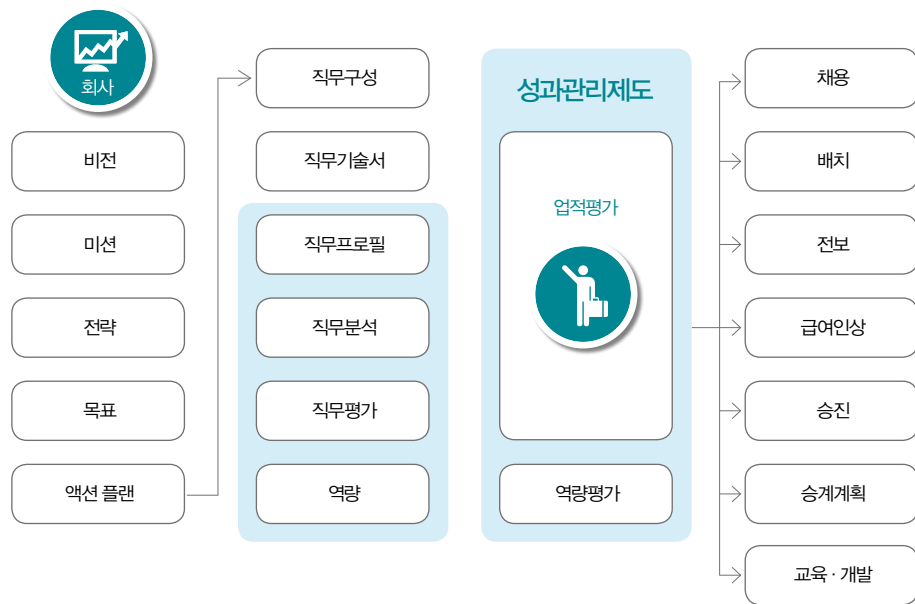 회사
비전
미션
전략
목표
액션 플랜
직무구성
직무기술서
직무프로필
직무분석
직무평가
역량
성과관리제도
업적평가
역량평가
채용
배치
전보
급여인상
승진
승계계획
교육 · 개발